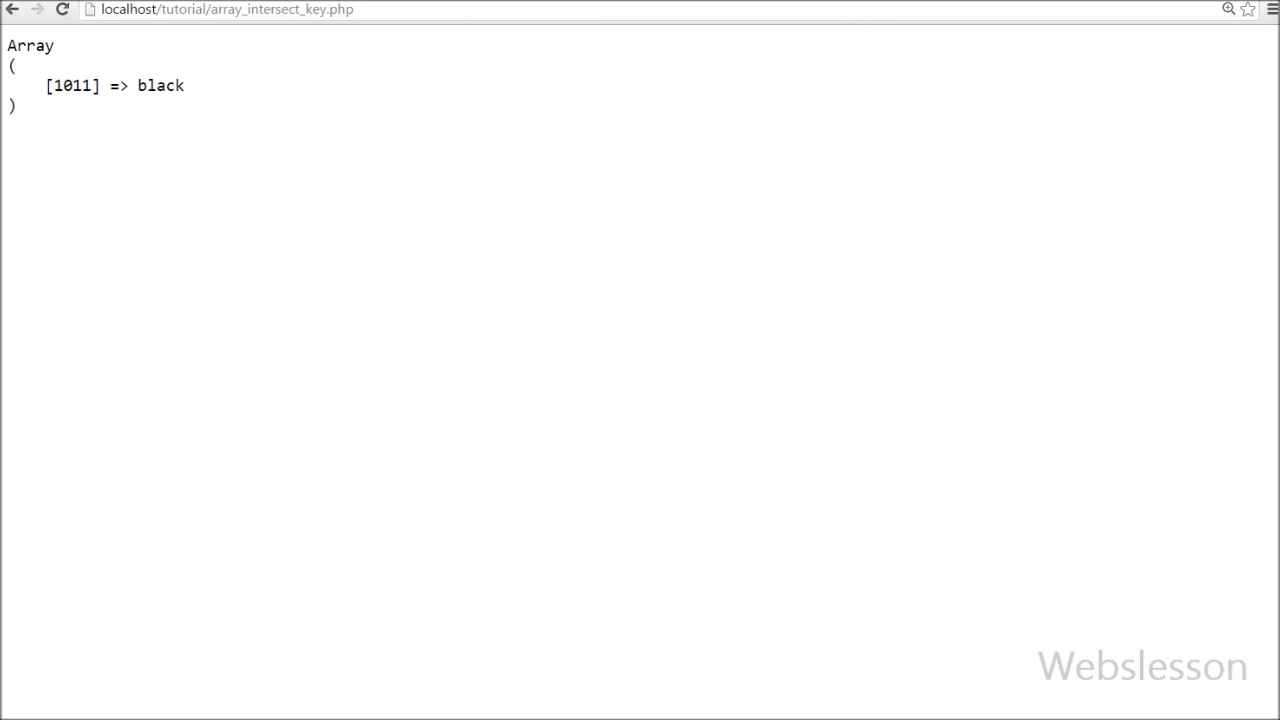 localhost/tutorial/array_intersect_key.php
Array
(
    [1011] => black
)
Webslesson